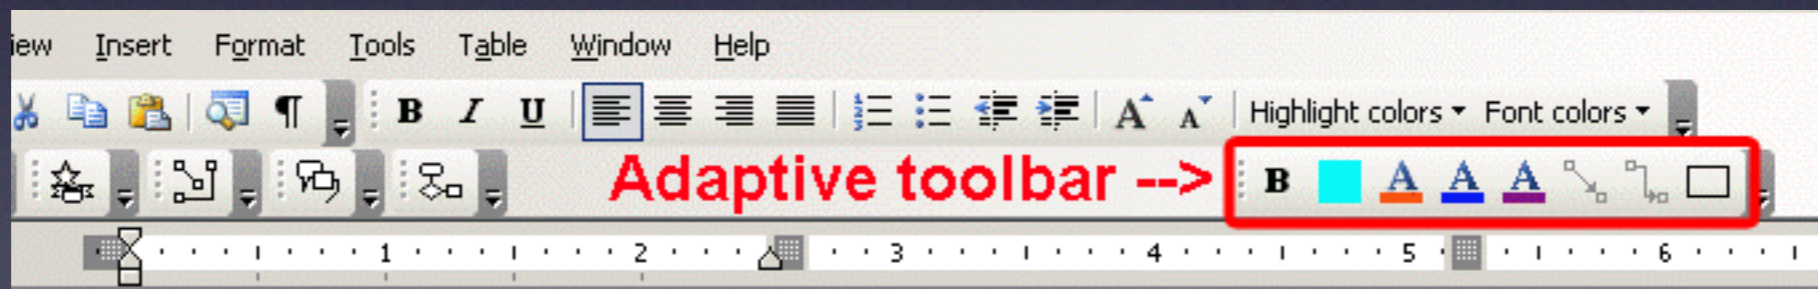 iew Insert Format Tools Table Window Help
¶ B I U A A Highlight colors Font colors
Adaptive toolbar --> B A A A
1 2 3 4 5 6